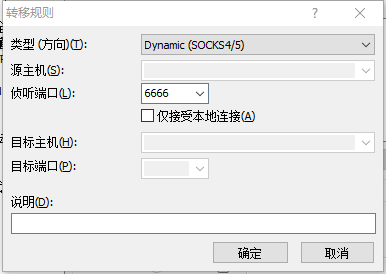 转移规则
类型 (方向)(T):
Dynamic (SOCKS4/5)
源主机(S):
侦听端口(L):
6666
仅接受本地连接(A)
目标主机(H):
目标端口(P):
说明(D):
确定
取消